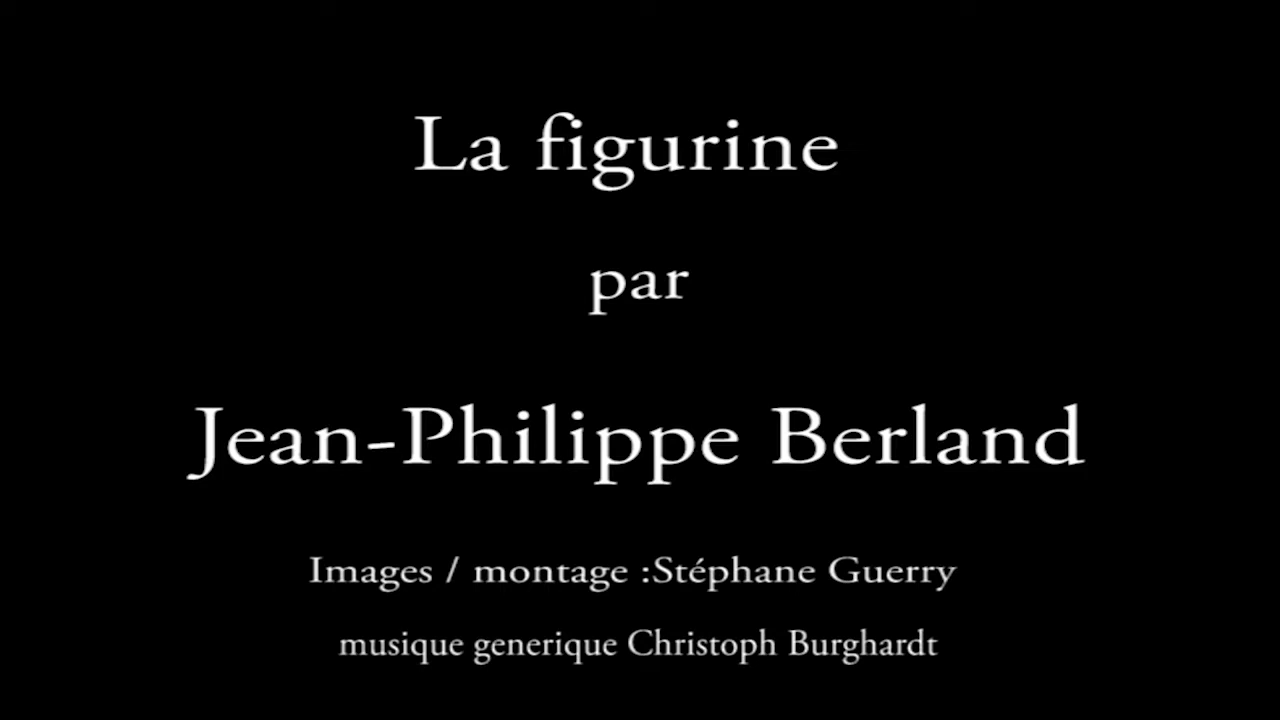 La figurine
par
Jean-Philippe Berland
Images / montage :Stéphane Guerry
musique generique Christoph Burghardt